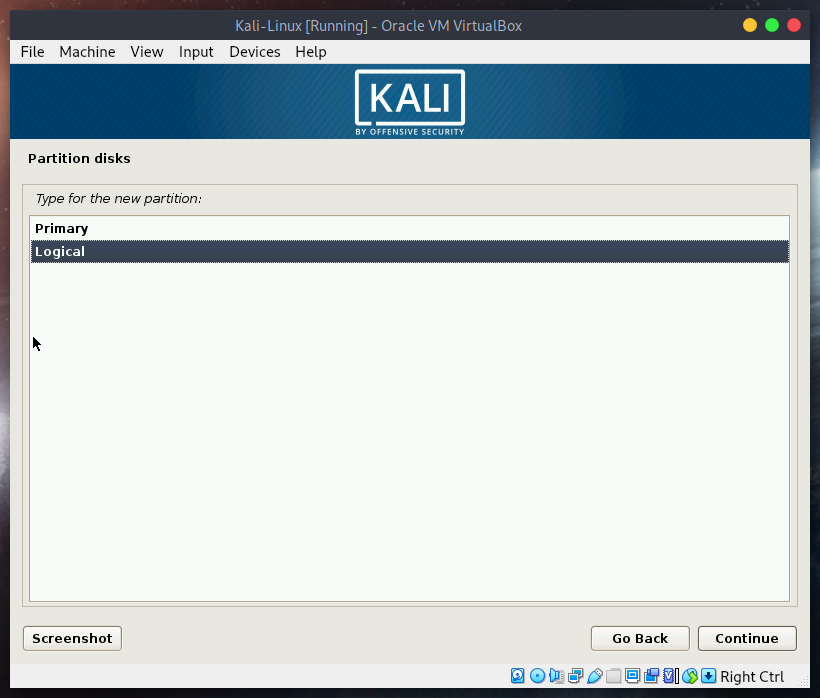 Kali-Linux [Running] - Oracle VM VirtualBox
File Machine View Input Devices Help
KALI
BY OFFENSIVE SECURITY
Partition disks
Type for the new partition:
Primary
Logical
Screenshot Go Back Continue
Right Ctrl